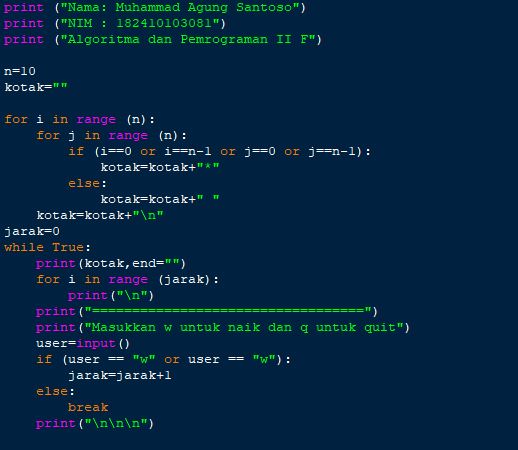 print ("Nama: Muhammad Agung Santoso")
print ("NIM : 182410103081")
print ("Algoritma dan Pemrograman II F")
n=10
kotak=""
for i in range (n):
    for j in range (n):
        if (i==0 or i==n-1 or j==0 or j==n-1):
            kotak=kotak+"*"
        else:
            kotak=kotak+" "
    kotak=kotak+"\n"
jarak=0
while True:
    print(kotak,end="")
    for i in range (jarak):
        print("\n")
    print("==================================")
    print("Masukkan w untuk naik dan q untuk quit")
    user=input()
    if (user == "w" or user == "w"):
        jarak=jarak+1
    else:
        break
    print("\n\n\n")